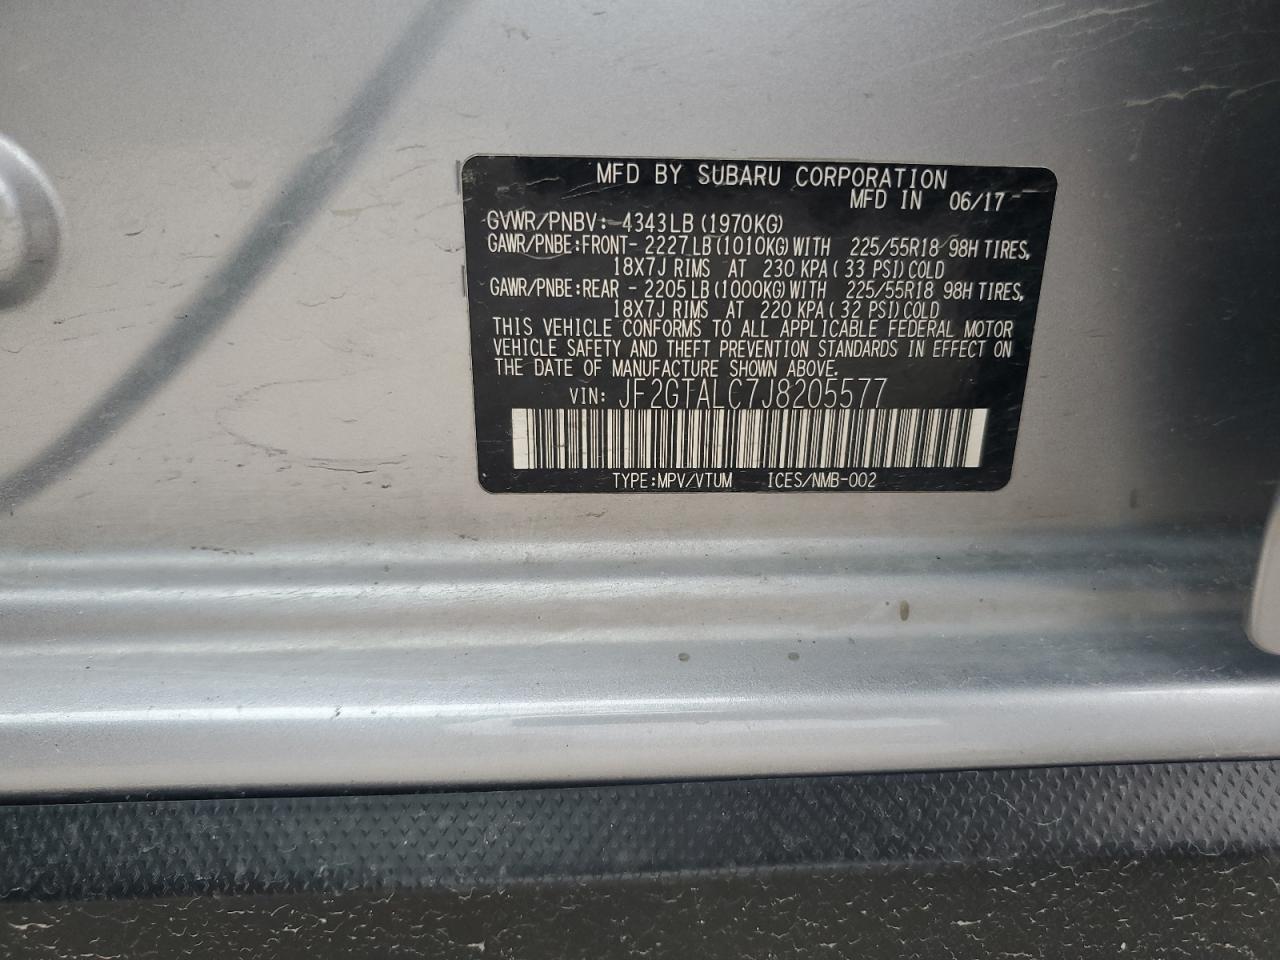 MFD BY SUBARU CORPORATION
MFD IN 06/17
GVWR/PNBV: 4343LB (1970KG)
GAWR/PNBE:FRONT- 2227 LB (1010KG) WITH 225/55R18 98H TIRES,
18X7J RIMS AT 230 KPA ( 33 PSI) COLD
GAWR/PNBE:REAR - 2205 LB (1000KG) WITH 225/55R18 98H TIRES,
18X7J RIMS AT 220 KPA ( 32 PSI) COLD
THIS VEHICLE CONFORMS TO ALL APPLICABLE FEDERAL MOTOR
VEHICLE SAFETY AND THEFT PREVENTION STANDARDS IN EFFECT ON
THE DATE OF MANUFACTURE SHOWN ABOVE.
VIN: JF2GTALC7J8205577
TYPE:MPV/VTUM ICES/NMB-002